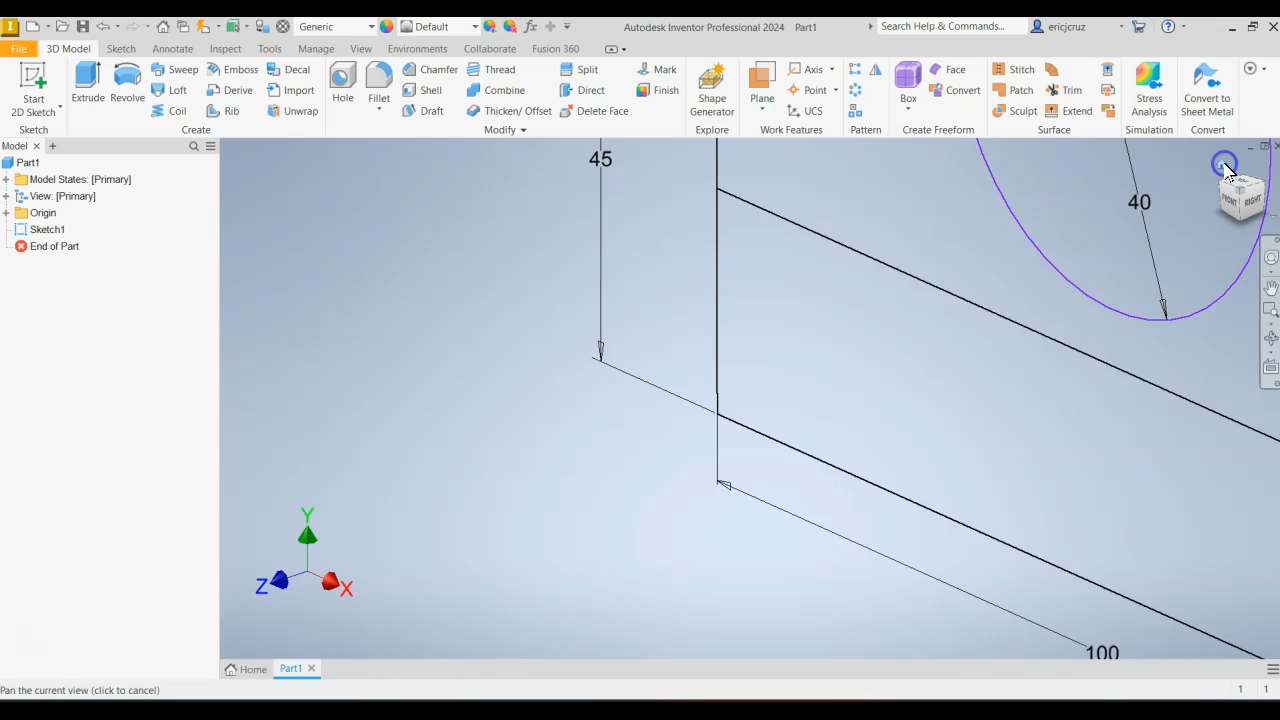 Generic Default fx Autodesk Inventor Professional 2024 Part1 Search Help & Commands... ericjcruz
File 3D Model Sketch Annotate Inspect Tools Manage View Environments Collaborate Fusion 360
Sweep Emboss Decal Chamfer Thread Split Mark Axis Face Stitch
Start Extrude Revolve Loft Derive Import Hole Fillet Shell Combine Direct Finish Shape Plane Point Box Convert Patch Trim Stress Convert to
2D Sketch Coil Rib Unwrap Draft Thicken/ Offset Delete Face Generator UCS Sculpt Extend Analysis Sheet Metal
Sketch Create Modify Explore Work Features Pattern Create Freeform Surface Simulation Convert
Model
Part1
Model States: [Primary]
View: [Primary]
Origin
Sketch1
End of Part
45
40
FRONT RIGHT
100
Y
Z
X
Home Part1
Pan the current view (click to cancel) 1 1